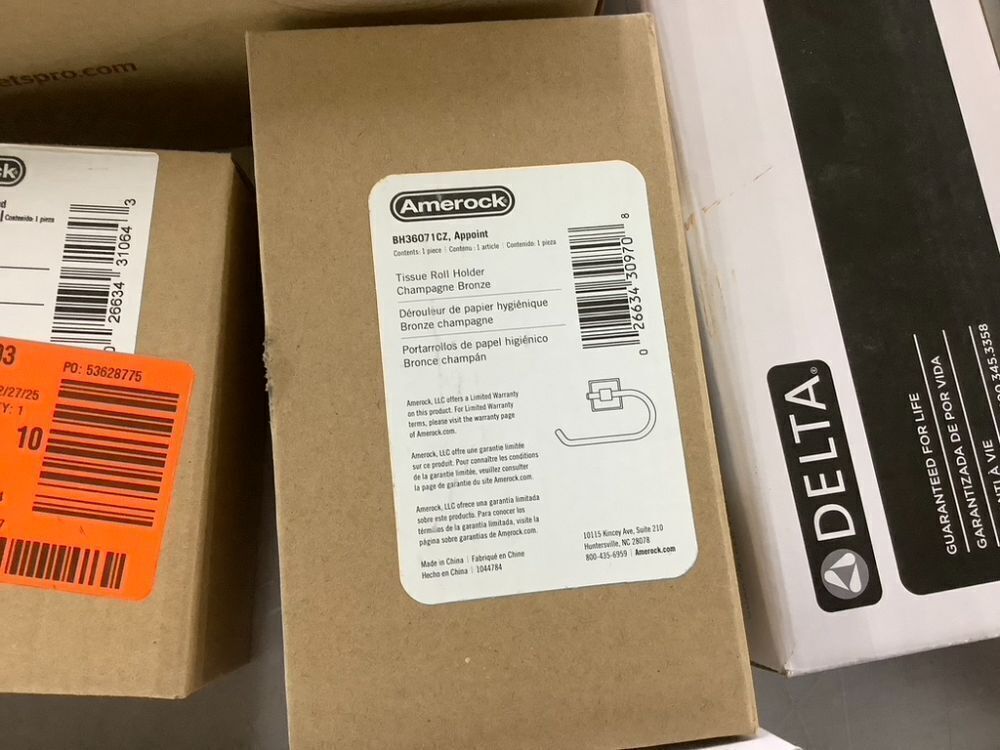 etspro.com
Contenido: 1 pieza
26634 31064 3
PO: 53628775
2/27/25
10
Amerock
BH36071CZ, Appoint
Contents: 1 piece | Contenu : 1 article | Contenido: 1 pieza
Tissue Roll Holder
Champagne Bronze
Dérouleur de papier hygiénique
Bronze champagne
Portarrollos de papel higiénico
Bronce champán
0 26634 30970 8
Amerock, LLC offers a Limited Warranty
on this product. For Limited Warranty
terms, please visit the warranty page
of Amerock.com.
Amerock, LLC offre une garantie limitée
sur ce produit. Pour connaître les conditions
de la garantie limitée, veuillez consulter
la page de garantie du site Amerock.com.
Amerock, LLC ofrece una garantía limitada
sobre este producto. Para conocer los
términos de la garantía limitada, visite la
página sobre garantías de Amerock.com.
Made in China | Fabriqué en Chine
Hecho en China | 1044784
10115 Kincey Ave, Suite 210
Huntersville, NC 28078
800-435-6959 | Amerock.com
DELTA®
GUARANTEED FOR LIFE
GARANTIZADA DE POR VIDA
À VIE
345.3358